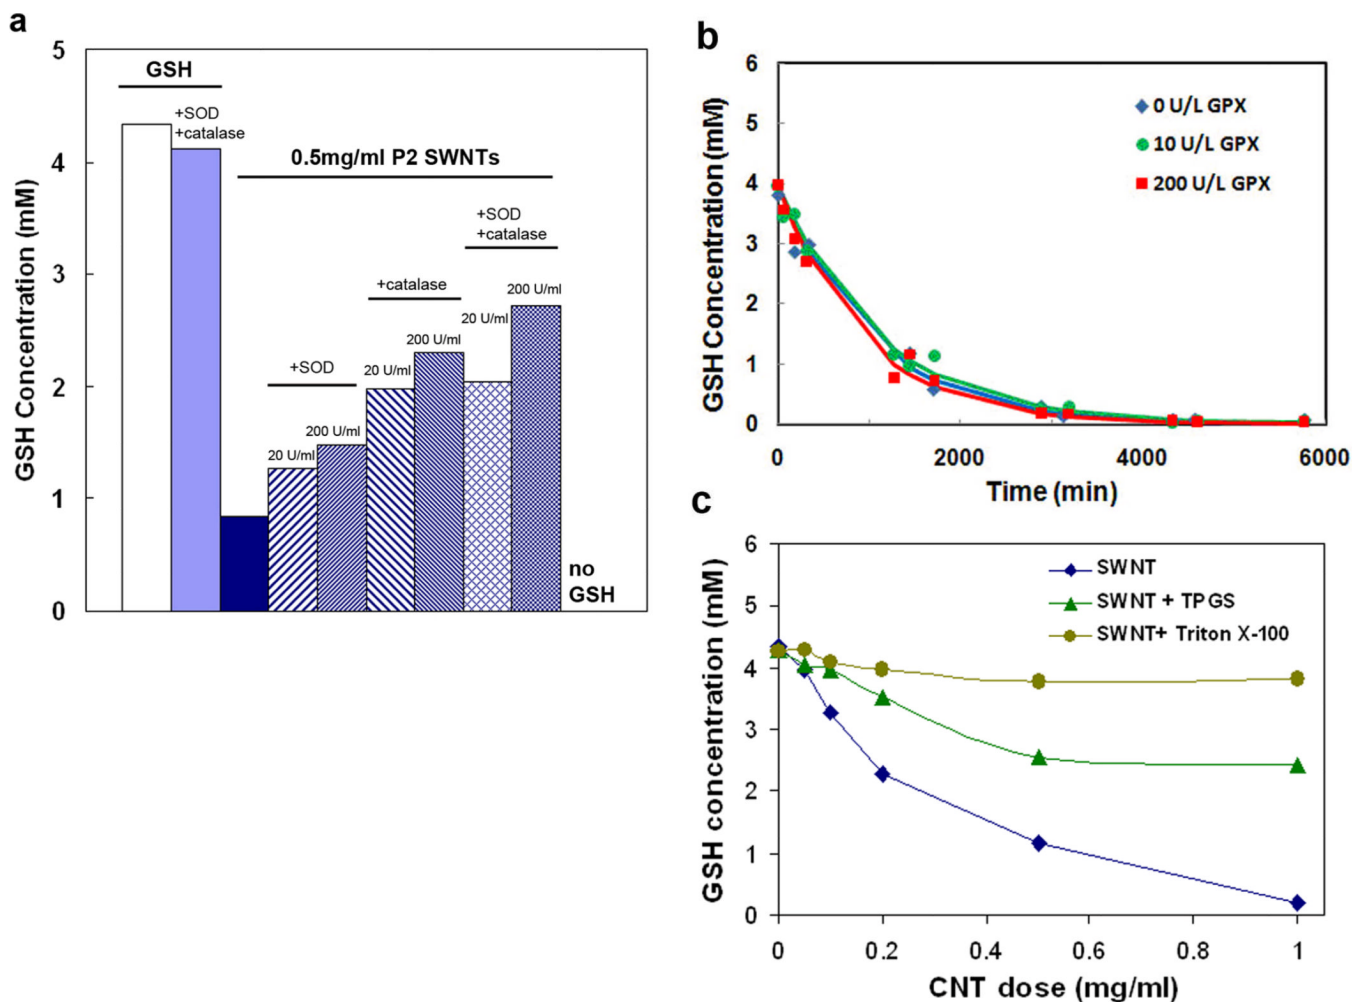 a
GSH Concentration (mM)
5
4
3
2
1
0
GSH
+SOD
+catalase
0.5mg/ml P2 SWNTs
+SOD
20 U/ml
200 U/ml
+catalase
20 U/ml
200 U/ml
+SOD
+catalase
20 U/ml
200 U/ml
no
GSH
b
GSH Concentration (mM)
6
5
4
3
2
1
0
0 U/L GPX
10 U/L GPX
200 U/L GPX
0 2000 4000 6000
Time (min)
c
GSH concentration (mM)
6
5
4
3
2
1
0
SWNT
SWNT + TPGS
SWNT+ Triton X-100
0 0.2 0.4 0.6 0.8 1
CNT dose (mg/ml)